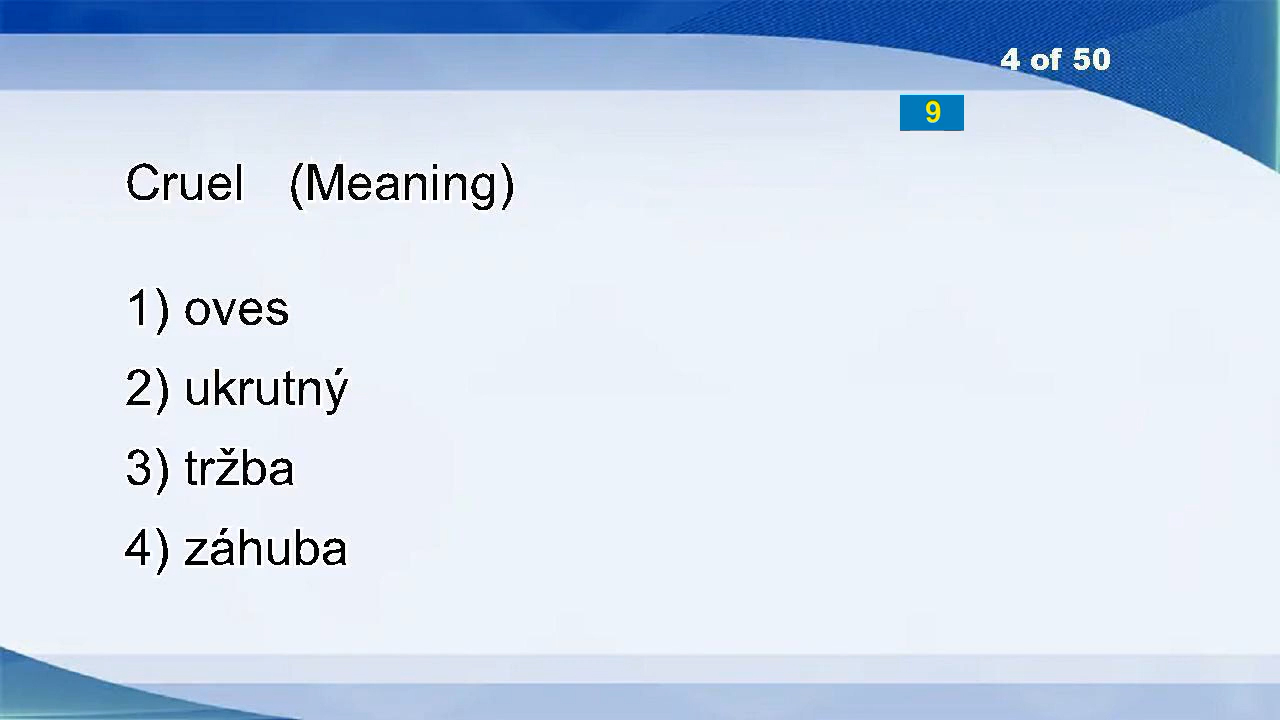 4 of 50
9
Cruel (Meaning)
1) oves
2) ukrutný
3) tržba
4) záhuba